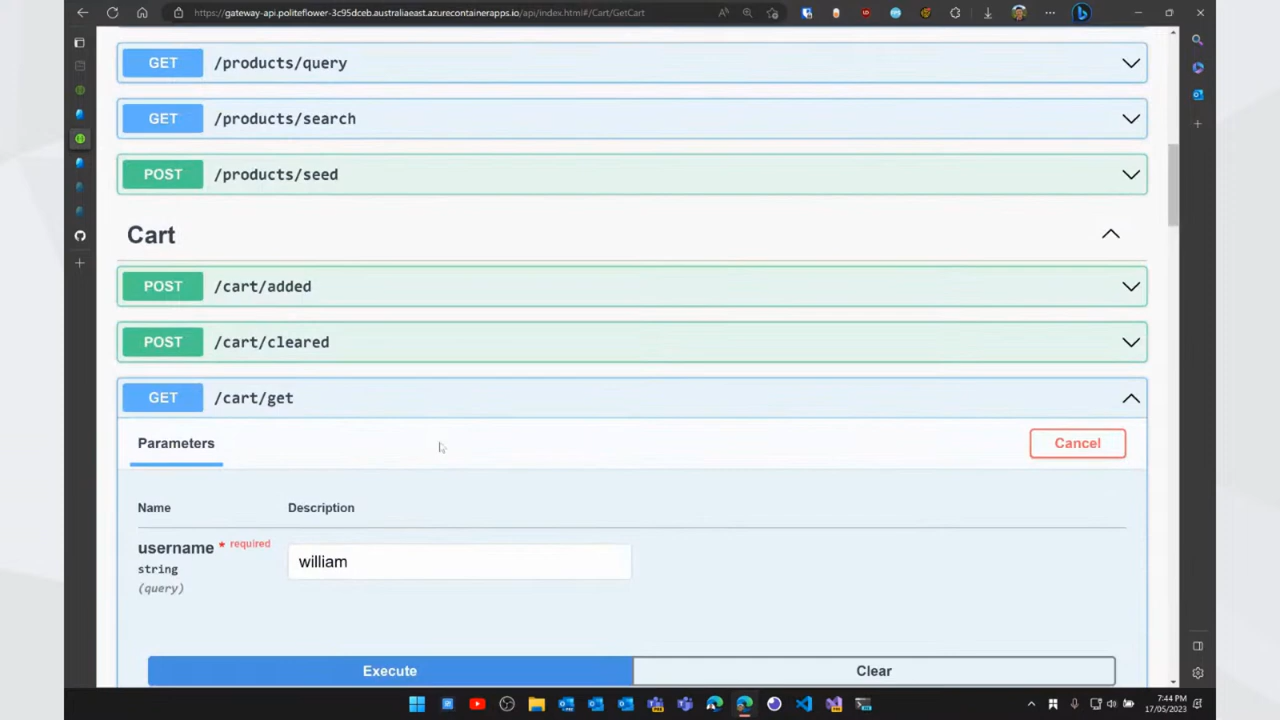 https://gateway-api.politeflower-3c95dceb.australiaeast.azurecontainerapps.io/api/index.html#/Cart/GetCart
GET /products/query
GET /products/search
POST /products/seed
Cart
POST /cart/added
POST /cart/cleared
GET /cart/get
Parameters
Cancel
Name Description
username * required
string
(query)
william
Execute Clear
7:44 PM
17/05/2023